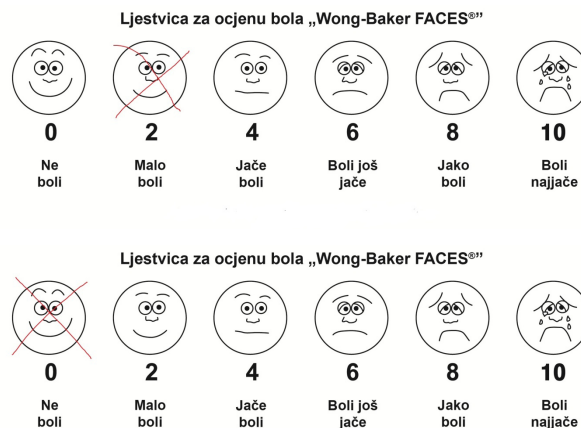 Ljestvica za ocjenu bola „Wong-Baker FACES®”
0 2 4 6 8 10
Ne Malo Jače Boli još Jako Boli
boli boli boli jače boli najjače
Ljestvica za ocjenu bola „Wong-Baker FACES®”
0 2 4 6 8 10
Ne Malo Jače Boli još Jako Boli
boli boli boli jače boli najjače